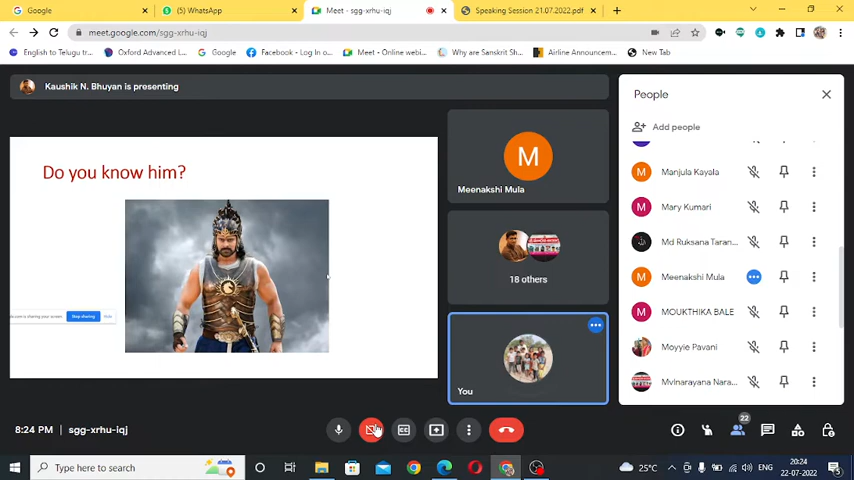 Google
(5) WhatsApp
Meet - sgg-xrhu-iqj
Speaking Session 21.07.2022.pdf
meet.google.com/sgg-xrhu-iqj
English to Telugu tr...
Oxford Advanced L...
Google
Facebook - Log In o...
Meet - Online webi...
Why are Sanskrit Sh...
Airline Announcem...
New Tab
Kaushik N. Bhuyan is presenting
Do you know him?
Stop sharing
Hide
M
Meenakshi Mula
18 others
You
People
Add people
M Manjula Kayala
M Mary Kumari
Md Ruksana Taran...
M Meenakshi Mula
M MOUKTHIKA BALE
Moyyie Pavani
Mvinarayana Nara...
8:24 PM | sgg-xrhu-iqj
22
Type here to search
25°C
ENG
20:24
22-07-2022